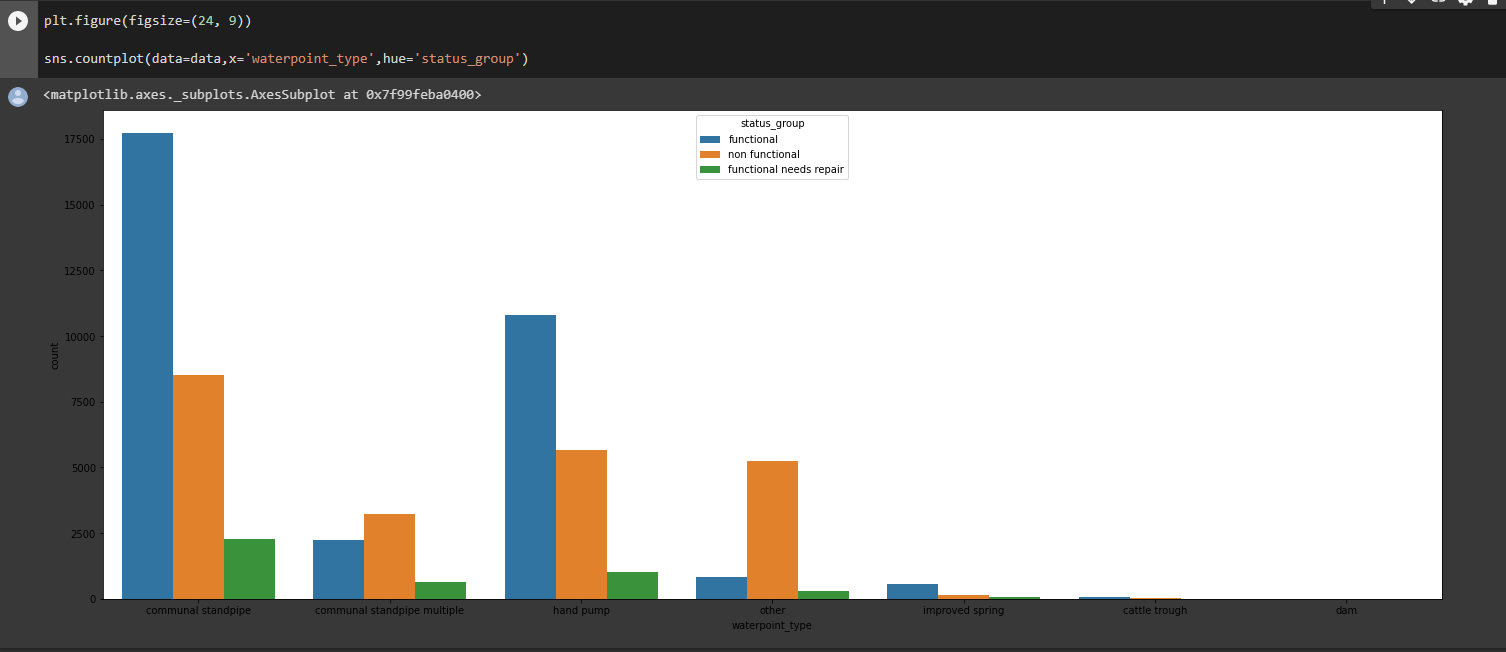 plt.figure(figsize=(24, 9))
sns.countplot(data=data,x='waterpoint_type',hue='status_group')
<matplotlib.axes._subplots.AxesSubplot at 0x7f99feba0400>
status_group
functional
non functional
functional needs repair
17500
15000
12500
10000
7500
5000
2500
0
count
communal standpipe communal standpipe multiple hand pump other improved spring cattle trough dam
waterpoint_type